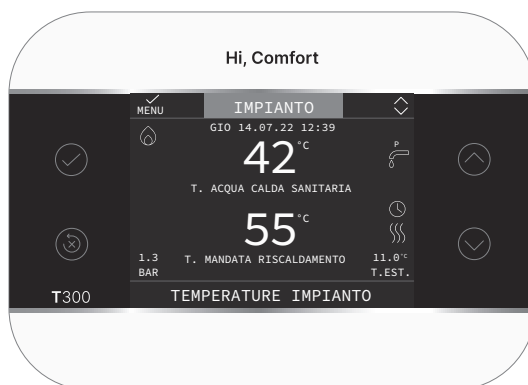 Hi, Comfort
MENU IMPIANTO
GIO 14.07.22 12:39
42°C
P
T. ACQUA CALDA SANITARIA
55°C
1.3 T. MANDATA RISCALDAMENTO 11.0°C
BAR T.EST.
T300 TEMPERATURE IMPIANTO